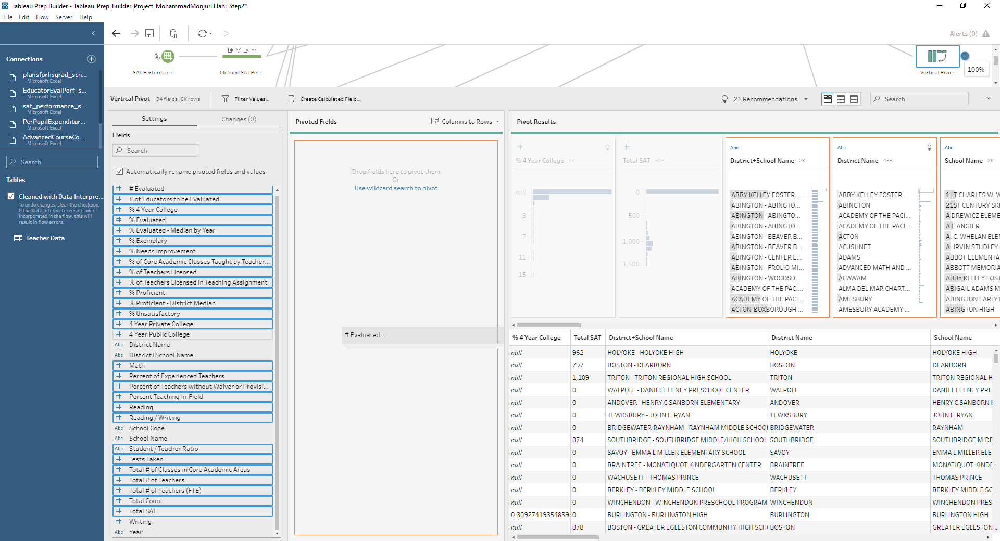 Tableau Prep Builder - Tableau_Prep_Builder_Project_MohammadMonjurEElahi_Step2*
File Edit Flow Server Help
Alerts (0)
Connections
plansforhsgrad_sch...
Microsoft Excel
EducatorEvalPerf_s...
Microsoft Excel
sat_performance_s...
Microsoft Excel
PerPupilExpenditur...
Microsoft Excel
AdvancedCourseCo...
Microsoft Excel
Search
Tables
Cleaned with Data Interpre...
To undo changes, clear the checkbox.
If the Data Interpreter results were
incorporated in the flow, this will
result in flow errors.
Teacher Data
SAT Performan...
Cleaned SAT Pe...
Vertical Pivot
100%
Vertical Pivot 34 fields 8K rows
Filter Values...
Create Calculated Field...
21 Recommendations
Search
Settings
Changes (0)
Fields
Search
Automatically rename pivoted fields and values
# # Evaluated
# # of Educators to be Evaluated
# % 4 Year College
# % Evaluated
# % Evaluated - Median by Year
# % Exemplary
# % Needs Improvement
# % of Core Academic Classes Taught by Teacher...
# % of Teachers Licensed
# % of Teachers Licensed in Teaching Assignment
# % Proficient
# % Proficient - District Median
# % Unsatisfactory
# 4 Year Private College
# 4 Year Public College
Abc District Name
Abc District+School Name
# Math
# Percent of Experienced Teachers
# Percent of Teachers without Waiver or Provisi...
# Percent Teaching In-Field
# Reading
# Reading / Writing
Abc School Code
Abc School Name
Abc Student / Teacher Ratio
# Tests Taken
# Total # of Classes in Core Academic Areas
# Total # of Teachers
# Total # of Teachers (FTE)
# Total Count
# Total SAT
# Writing
Abc Year
Pivoted Fields
Columns to Rows
Drop fields here to pivot them
Or
Use wildcard search to pivot
# Evaluated...
Pivot Results
#
% 4 Year College 1K
null
3
7
11
15
#
Total SAT 503
0
500
1,000
1,500
Abc
District+School Name 2K
ABBY KELLEY FOSTER ...
ABINGTON - ABINGTO...
ABINGTON - ABINGTO...
ABINGTON - ABINGTO...
ABINGTON - BEAVER B...
ABINGTON - BEAVER B...
ABINGTON - CENTER E...
ABINGTON - FROLIO MI...
ABINGTON - WOODSD...
ACADEMY OF THE PACI...
ACADEMY OF THE PACI...
ACTON-BOXBOROUGH ...
Abc
District Name 438
ABBY KELLEY FOSTER ...
ABINGTON
ACADEMY OF THE PACI...
ACADEMY OF THE PACI...
ACTON
ACUSHNET
ADAMS
ADVANCED MATH AND ...
AGAWAM
ALMA DEL MAR CHART...
AMESBURY
AMESBURY ACADEMY ...
Abc
School Name 2K
1 LT CHARLES W. W
21ST CENTURY SKI
A DREWICZ ELEME
A E ANGIER
A. C. WHELAN ELEM
A. IRVIN STUDLEY
ABBOT ELEMENTA
ABBOTT MEMORIA
ABBY KELLEY FOST
ABIGAIL ADAMS M
ABINGTON EARLY
ABINGTON HIGH
% 4 Year College Total SAT District+School Name District Name School Name
null 962 HOLYOKE - HOLYOKE HIGH HOLYOKE HOLYOKE HIGH
null 797 BOSTON - DEARBORN BOSTON DEARBORN
null 1,109 TRITON - TRITON REGIONAL HIGH SCHOOL TRITON TRITON REGIONAL H
null 0 WALPOLE - DANIEL FEENEY PRESCHOOL CENTER WALPOLE DANIEL FEENEY PRE
null 0 ANDOVER - HENRY C SANBORN ELEMENTARY ANDOVER HENRY C SANBORN E
null 0 TEWKSBURY - JOHN F. RYAN TEWKSBURY JOHN F. RYAN
null 0 BRIDGEWATER-RAYNHAM - RAYNHAM MIDDLE SCHOOL BRIDGEWATER RAYNHAM
null 874 SOUTHBRIDGE - SOUTHBRIDGE MIDDLE/HIGH SCHOOL SOUTHBRIDGE SOUTHBRIDGE MIDD
null 0 SAVOY - EMMA L MILLER ELEMENTARY SCHOOL SAVOY EMMA L MILLER ELE
null 0 BRAINTREE - MONATIQUOT KINDERGARTEN CENTER BRAINTREE MONATIQUOT KINDE
null 0 WACHUSETT - THOMAS PRINCE WACHUSETT THOMAS PRINCE
null 0 BERKLEY - BERKLEY MIDDLE SCHOOL BERKLEY BERKLEY MIDDLE SC
null 0 WINCHENDON - WINCHENDON PRESCHOOL PROGRAM WINCHENDON WINCHENDON PRES
0.30927419354839 0 BURLINGTON - BURLINGTON HIGH BURLINGTON BURLINGTON HIGH
null 878 BOSTON - GREATER EGLESTON COMMUNITY HIGH SCH BOSTON GREATER EGLESTON